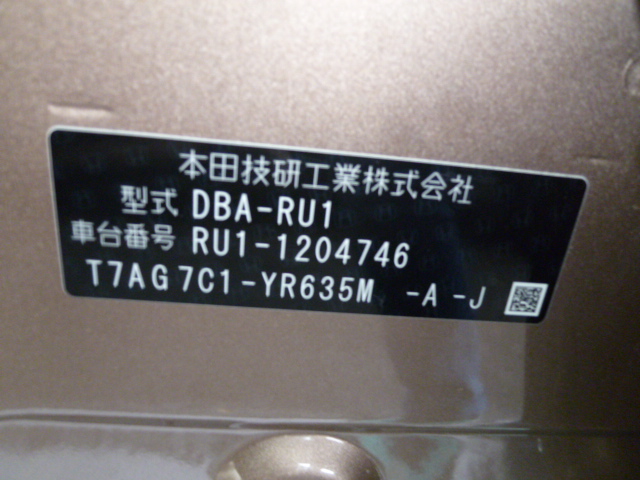 本田技研工業株式会社
型式 DBA-RU1
車台番号 RU1-1204746
T7AG7C1-YR635M -A-J